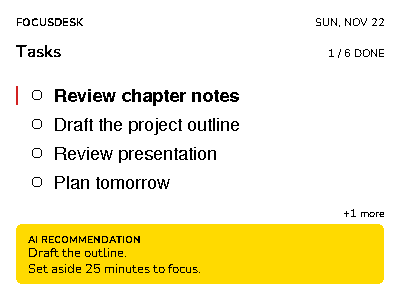 FOCUSDESK
SUN, NOV 22
Tasks
1 / 6 DONE
Review chapter notes
Draft the project outline
Review presentation
Plan tomorrow
+1 more
AI RECOMMENDATION
Draft the outline.
Set aside 25 minutes to focus.